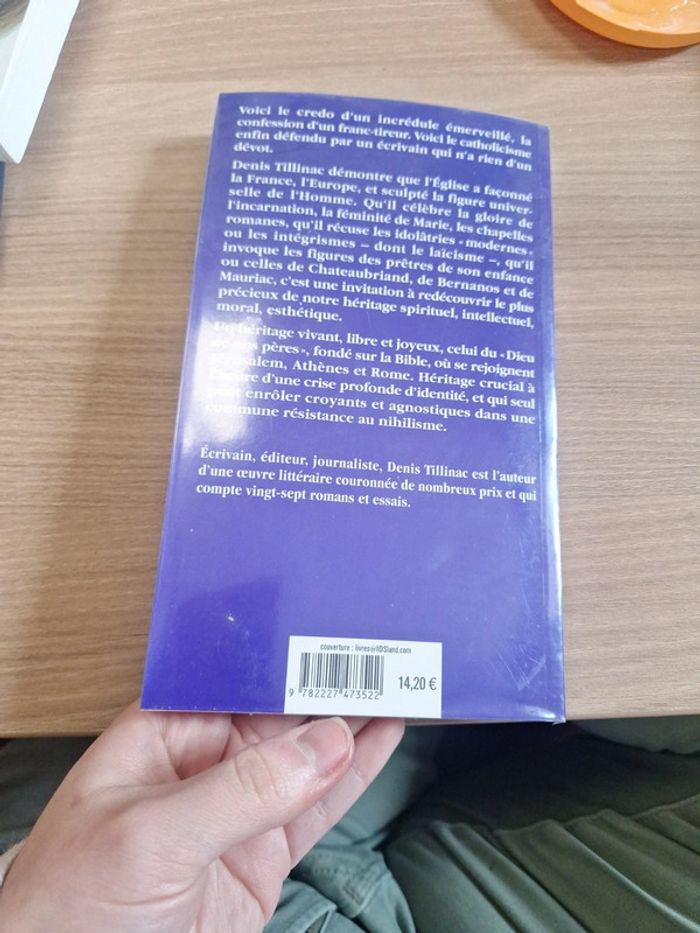 Voici le credo d'un incrédule émerveillé, la
confession d'un franc-tireur. Voici le catholicisme
enfin défendu par un écrivain qui n'a rien d'un
dévot.
Denis Tillinac démontre que l'Église a façonné
la France, l'Europe, et sculpté la figure univer-
selle de l'Homme. Qu'il célèbre la gloire de
l'incarnation, la féminité de Marie, les chapelles
romanes, qu'il récuse les idolâtries «modernes»
ou les intégrismes – dont le laïcisme –, qu'il
invoque les figures des prêtres de son enfance
ou celles de Chateaubriand, de Bernanos et de
Mauriac, c'est une invitation à redécouvrir le plus
précieux de notre héritage spirituel, intellectuel,
moral, esthétique.
Un héritage vivant, libre et joyeux, celui du «Dieu
de nos pères», fondé sur la Bible, où se rejoignent
Jérusalem, Athènes et Rome. Héritage crucial à
l'heure d'une crise profonde d'identité, et qui seul
peut enrôler croyants et agnostiques dans une
commune résistance au nihilisme.
Écrivain, éditeur, journaliste, Denis Tillinac est l'auteur
d'une œuvre littéraire couronnée de nombreux prix et qui
compte vingt-sept romans et essais.
couverture : livres@IDSland.com
9 782227 473522
14,20 €